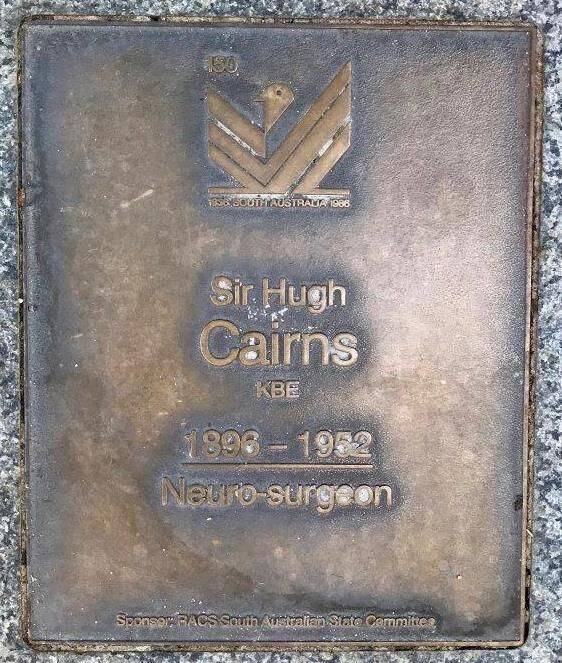 150
1836 SOUTH AUSTRALIA 1986
Sir Hugh
Cairns
KBE
1896 – 1952
Neuro-surgeon
Sponsor: RACS South Australian State Committee